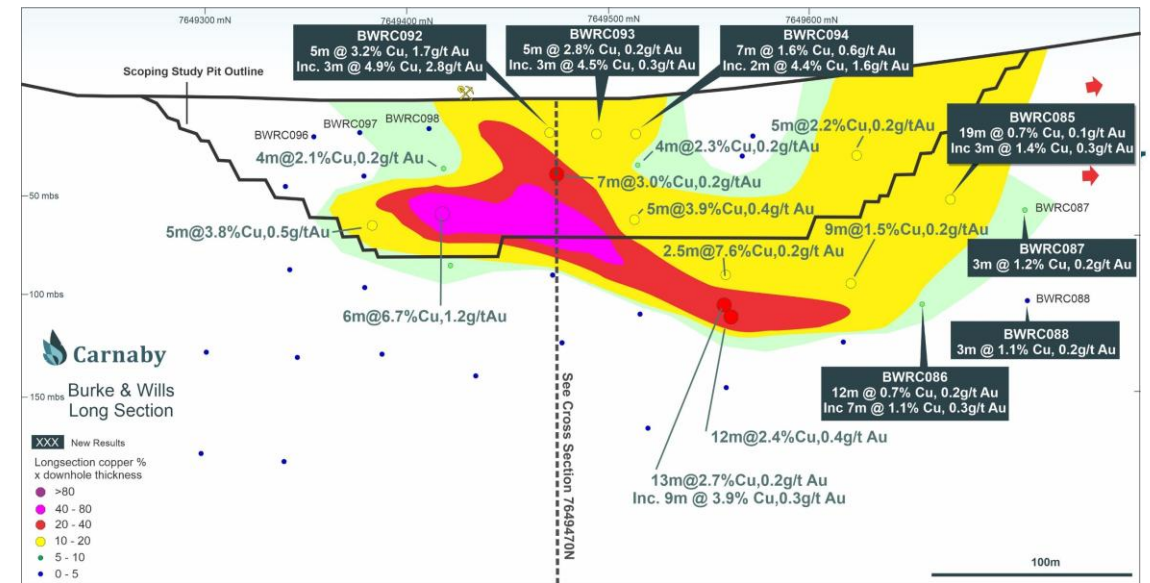 7649300 mN
7649400 mN
7649500 mN
7649600 mN
BWRC092
5m @ 3.2% Cu, 1.7g/t Au
Inc. 3m @ 4.9% Cu, 2.8g/t Au
BWRC093
5m @ 2.8% Cu, 0.2g/t Au
Inc. 3m @ 4.5% Cu, 0.3g/t Au
BWRC094
7m @ 1.6% Cu, 0.6g/t Au
Inc. 2m @ 4.4% Cu, 1.6g/t Au
Scoping Study Pit Outline
BWRC096
BWRC097
BWRC098
4m@2.1%Cu,0.2g/t Au
4m@2.3%Cu,0.2g/tAu
5m@2.2%Cu,0.2g/tAu
BWRC085
19m @ 0.7% Cu, 0.1g/t Au
Inc 3m @ 1.4% Cu, 0.3g/t Au
7m@3.0%Cu,0.2g/tAu
50 mbs
5m@3.9%Cu,0.4g/t Au
BWRC087
5m@3.8%Cu,0.5g/tAu
9m@1.5%Cu,0.2g/tAu
2.5m@7.6%Cu,0.2g/t Au
BWRC087
3m @ 1.2% Cu, 0.2g/t Au
100 mbs
6m@6.7%Cu,1.2g/tAu
BWRC088
BWRC088
3m @ 1.1% Cu, 0.2g/t Au
Carnaby
Burke & Wills
Long Section
BWRC086
12m @ 0.7% Cu, 0.2g/t Au
Inc 7m @ 1.1% Cu, 0.3g/t Au
150 mbs
See Cross Section 7649470N
12m@2.4%Cu,0.4g/t Au
13m@2.7%Cu,0.2g/t Au
Inc. 9m @ 3.9% Cu,0.3g/t Au
XXX New Results
Longsection copper %
x downhole thickness
>80
40 - 80
20 - 40
10 - 20
5 - 10
0 - 5
100m